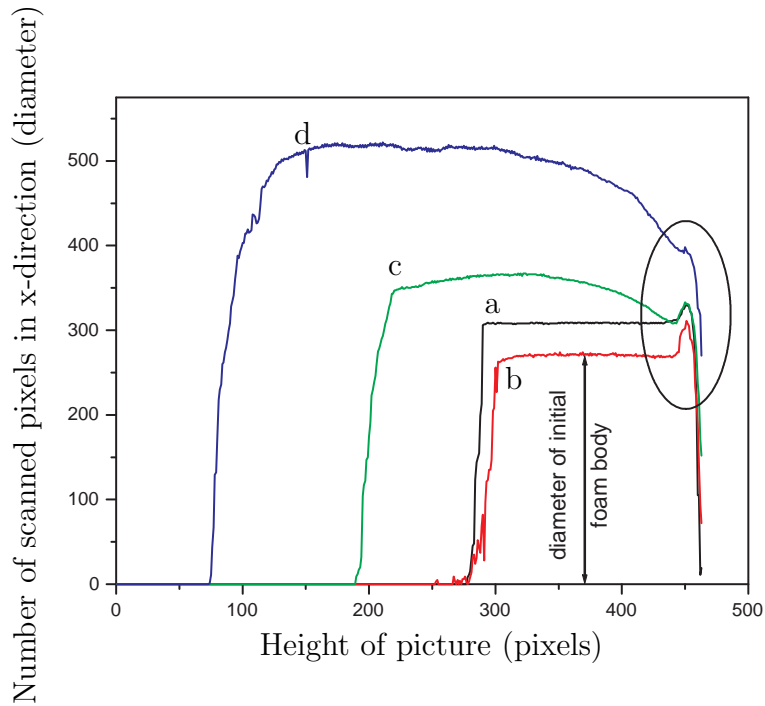 Number of scanned pixels in x-direction (diameter)
500
400
300
200
100
0
d
c
a
b
diameter of initial
foam body
0
100
200
300
400
500
Height of picture (pixels)